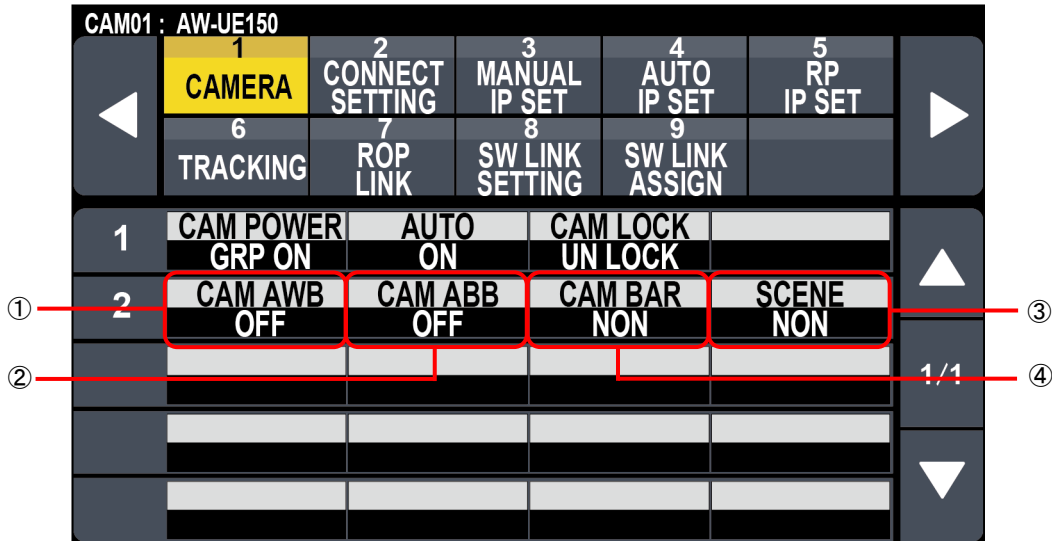 CAM01 : AW-UE150
1 2 3 4 5
CAMERA CONNECT SETTING MANUAL IP SET AUTO IP SET RP IP SET
6 7 8 9
TRACKING ROP LINK SW LINK SETTING SW LINK ASSIGN
1 CAM POWER AUTO CAM LOCK
GRP ON ON UN LOCK
① 2 CAM AWB CAM ABB CAM BAR SCENE ③
OFF OFF NON NON
② 1/1 ④